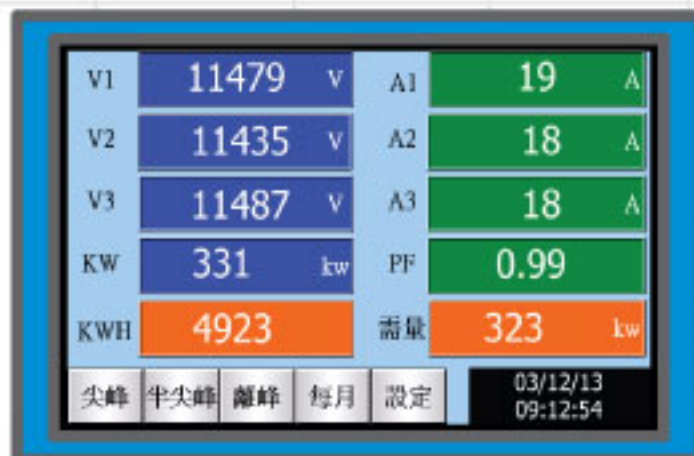 V1 11479 V A1 19 A
V2 11435 V A2 18 A
V3 11487 V A3 18 A
KW 331 kw PF 0.99
KWH 4923 需量 323 kw
尖峰 半尖峰 離峰 每月 設定 03/12/13
09:12:54